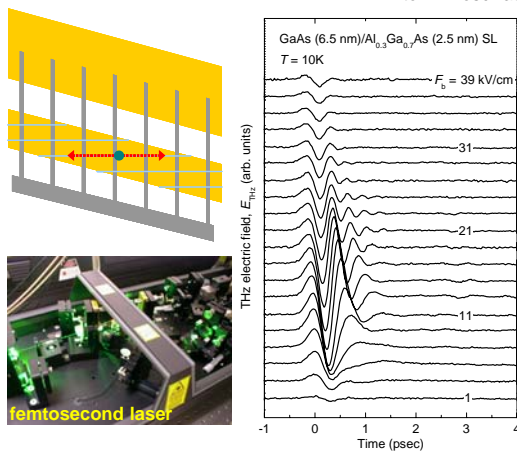 GaAs (6.5 nm)/Al0.3Ga0.7As (2.5 nm) SL
T = 10K
Fb = 39 kV/cm
31
21
11
1
THz electric field, ETHz (arb. units)
-1 0 1 2 3 4
Time (psec)
femtosecond laser